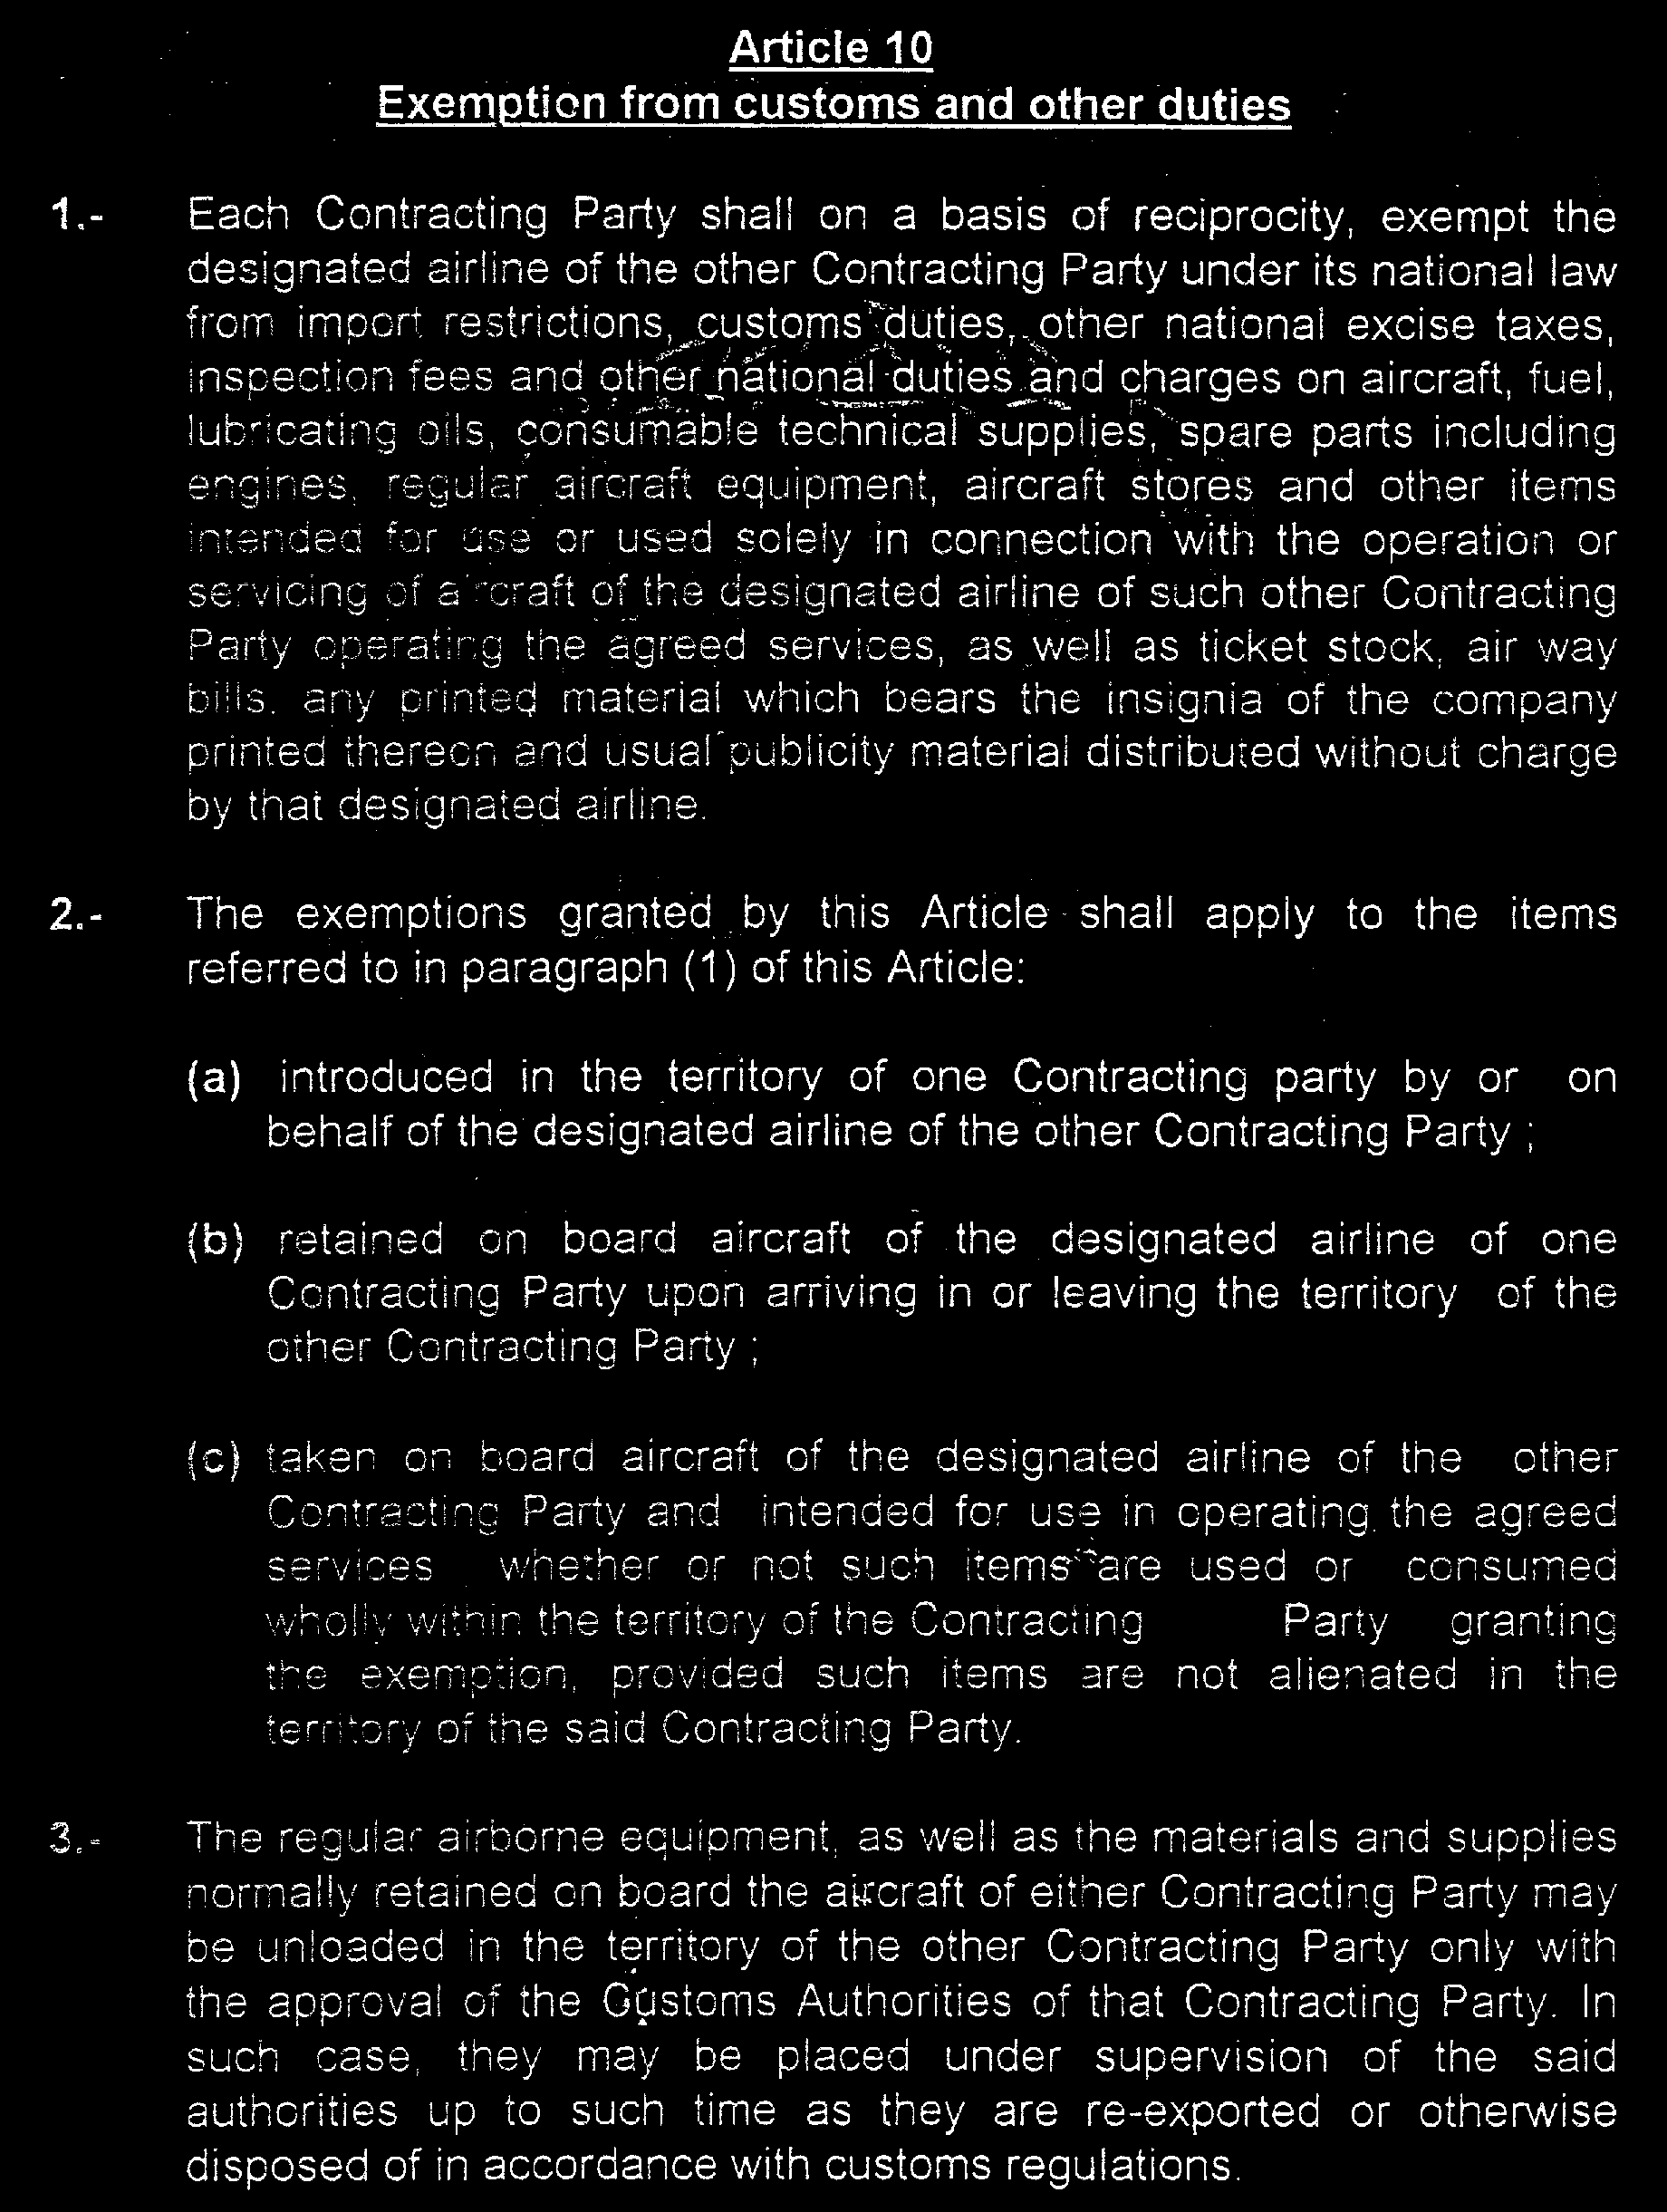 Article 10
Exemption from customs and other duties
1.- Each Contracting Party shall on a basis of reciprocity, exempt the
designated airline of the other Contracting Party under its national law
from import restrictions, customs duties, other national excise taxes,
inspection fees and other national duties and charges on aircraft, fuel,
lubricating oils, consumable technical supplies, spare parts including
engines, regular aircraft equipment, aircraft stores and other items
intended for use or used solely in connection with the operation or
servicing of aircraft of the designated airline of such other Contracting
Party operating the agreed services, as well as ticket stock, air way
bills, any printed material which bears the insignia of the company
printed thereon and usual publicity material distributed without charge
by that designated airline.
2.- The exemptions granted by this Article shall apply to the items
referred to in paragraph (1) of this Article:
(a) introduced in the territory of one Contracting party by or on
behalf of the designated airline of the other Contracting Party ;
(b) retained on board aircraft of the designated airline of one
Contracting Party upon arriving in or leaving the territory of the
other Contracting Party ;
(c) taken on board aircraft of the designated airline of the other
Contracting Party and intended for use in operating the agreed
services whether or not such items are used or consumed
wholly within the territory of the Contracting Party granting
the exemption, provided such items are not alienated in the
territory of the said Contracting Party.
3.- The regular airborne equipment, as well as the materials and supplies
normally retained on board the aircraft of either Contracting Party may
be unloaded in the territory of the other Contracting Party only with
the approval of the Customs Authorities of that Contracting Party. In
such case, they may be placed under supervision of the said
authorities up to such time as they are re-exported or otherwise
disposed of in accordance with customs regulations.